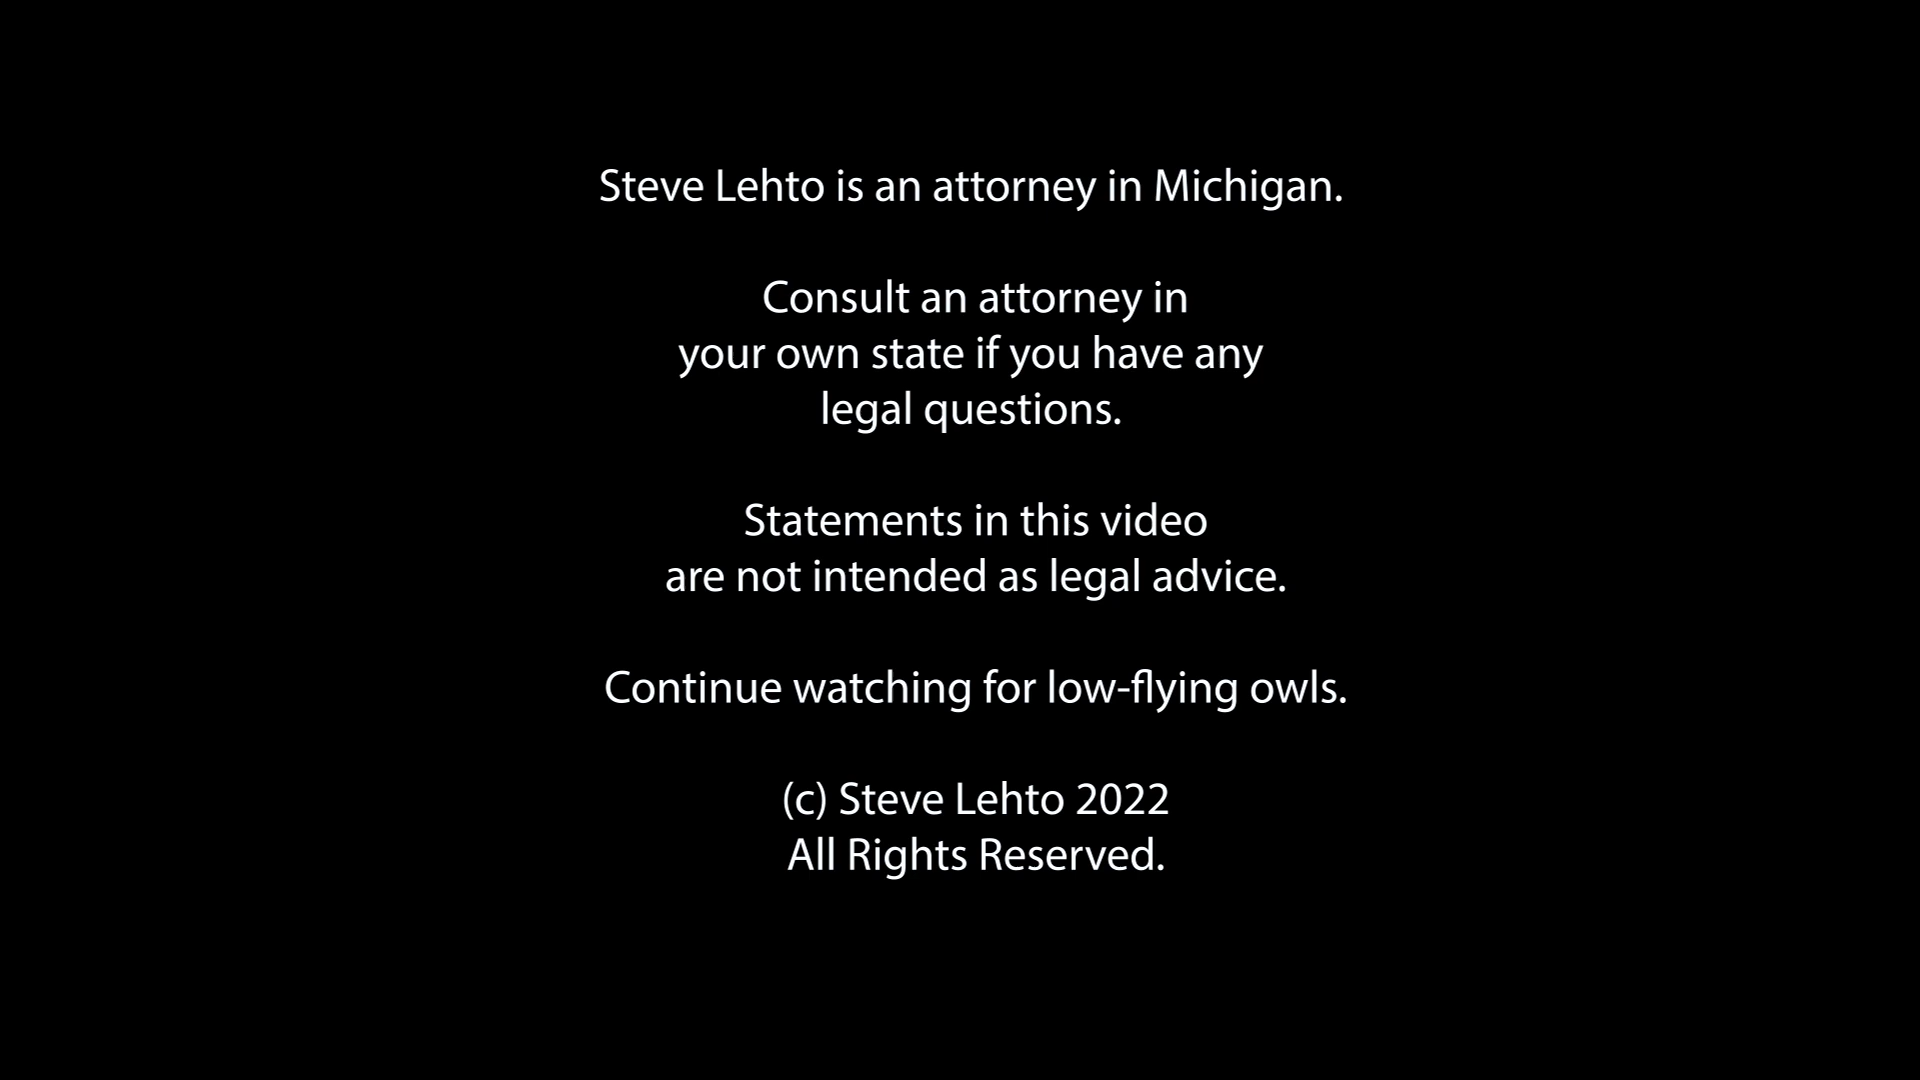 Steve Lehto is an attorney in Michigan.
Consult an attorney in
your own state if you have any
legal questions.
Statements in this video
are not intended as legal advice.
Continue watching for low-flying owls.
(c) Steve Lehto 2022
All Rights Reserved.